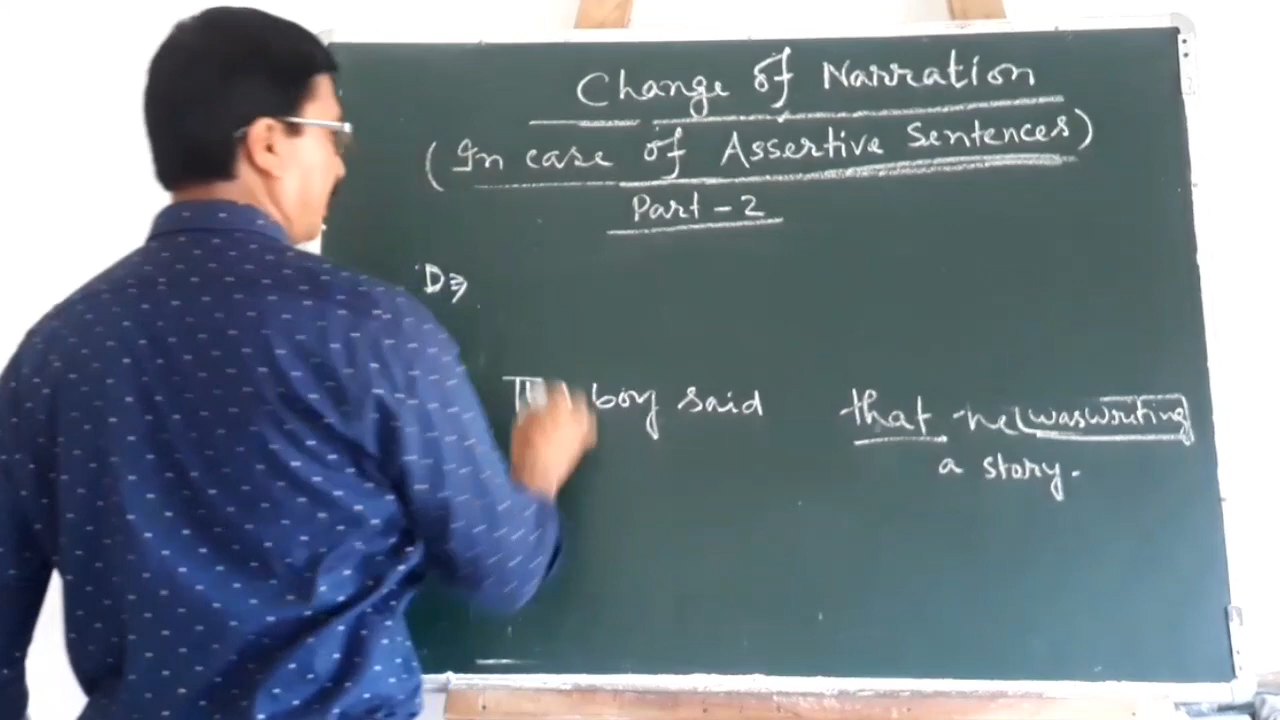 Change of Narration
(In case of Assertive Sentences)
Part - 2
D⇒
boy said that he was writing
a story.